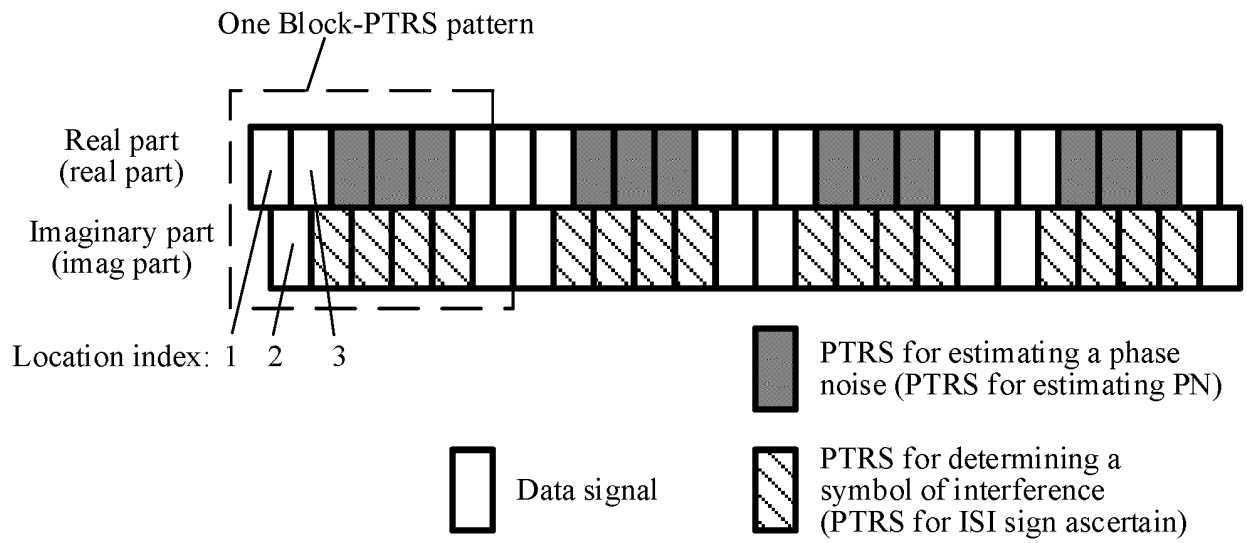 One Block-PTRS pattern
Real part
(real part)
Imaginary part
(imag part)
Location index: 1 2 3
PTRS for estimating a phase
noise (PTRS for estimating PN)
Data signal
PTRS for determining a
symbol of interference
(PTRS for ISI sign ascertain)